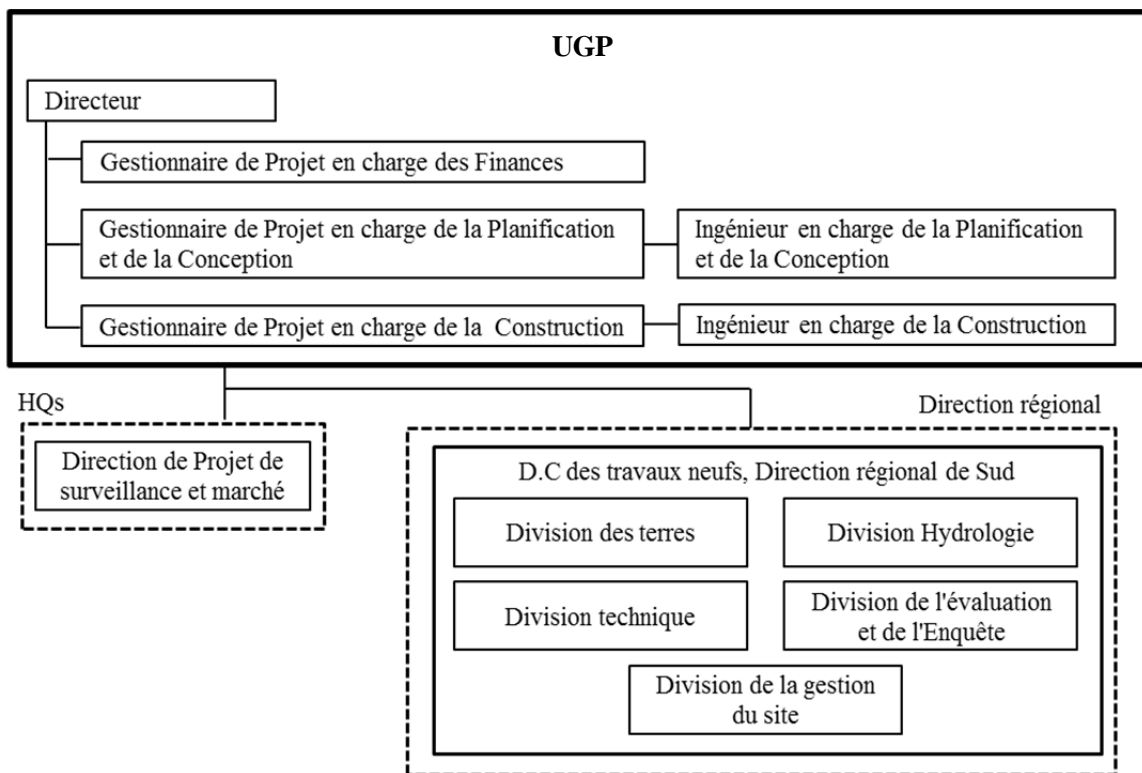 UGP
Directeur
Gestionnaire de Projet en charge des Finances
Gestionnaire de Projet en charge de la Planification
et de la Conception
Ingénieur en charge de la Planification
et de la Conception
Gestionnaire de Projet en charge de la Construction
Ingénieur en charge de la Construction
HQs
Direction de Projet de
surveillance et marché
Direction régional
D.C des travaux neufs, Direction régional de Sud
Division des terres
Division Hydrologie
Division technique
Division de l'évaluation
et de l'Enquête
Division de la gestion
du site